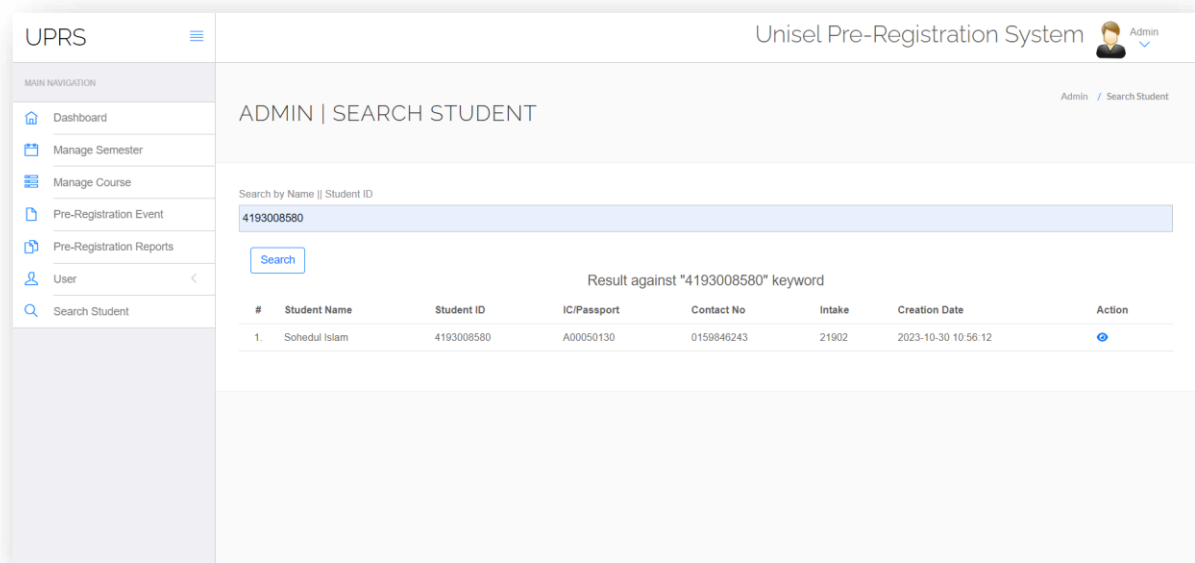 UPRS
Unisel Pre-Registration System
Admin
MAIN NAVIGATION
Dashboard
Manage Semester
Manage Course
Pre-Registration Event
Pre-Registration Reports
User
Search Student
ADMIN | SEARCH STUDENT
Admin / Search Student
Search by Name || Student ID
4193008580
Search
Result against "4193008580" keyword
# Student Name Student ID IC/Passport Contact No Intake Creation Date Action
1. Sohedul Islam 4193008580 A00050130 0159846243 21902 2023-10-30 10:56:12